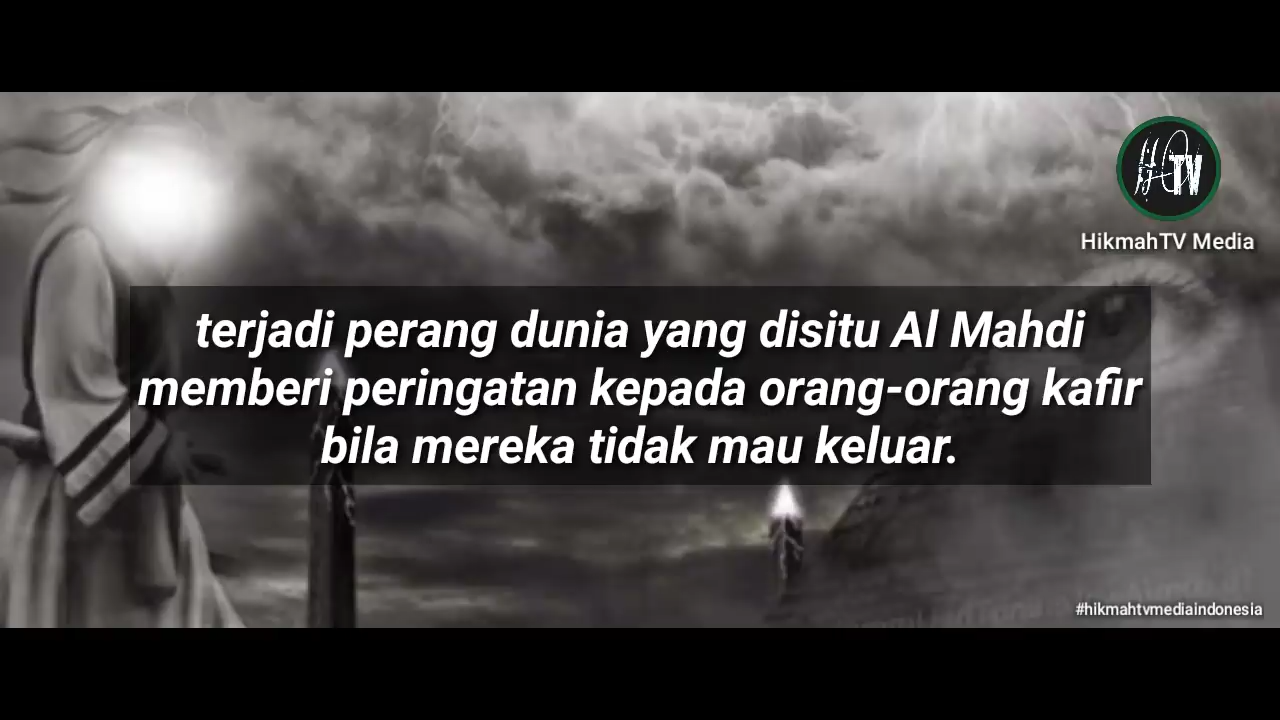 HTV
HikmahTV Media
terjadi perang dunia yang disitu Al Mahdi
memberi peringatan kepada orang-orang kafir
bila mereka tidak mau keluar.
#hikmahtvmediaindonesia